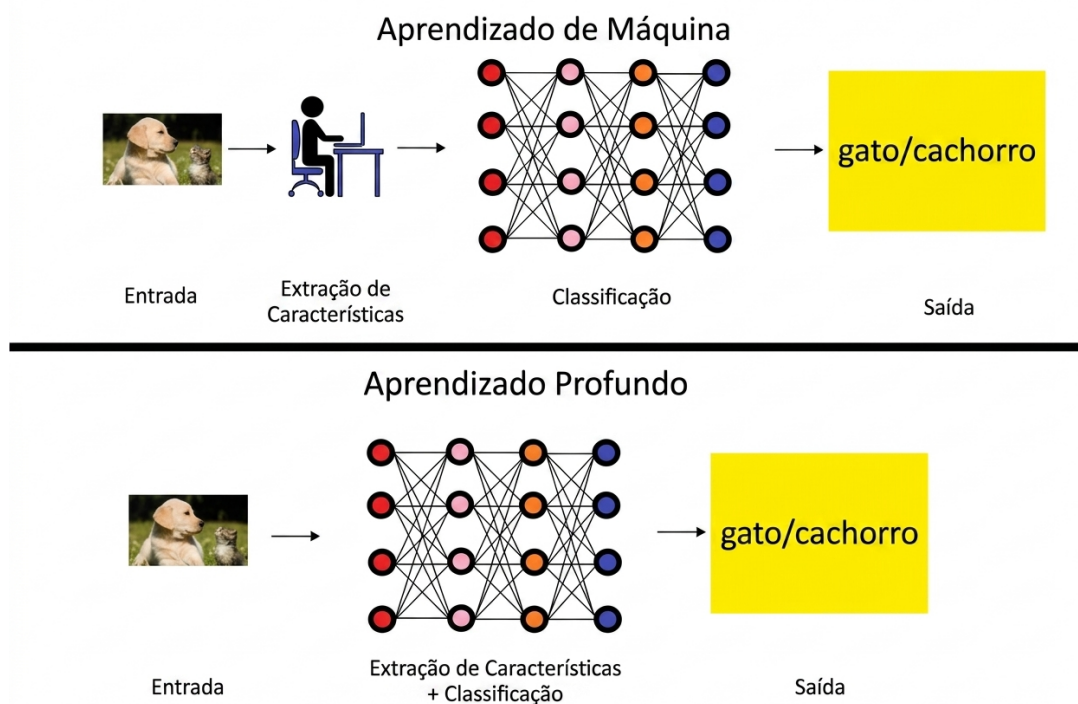 Aprendizado de Máquina
gato/cachorro
Entrada
Extração de
Características
Classificação
Saída
Aprendizado Profundo
gato/cachorro
Entrada
Extração de Características
+ Classificação
Saída